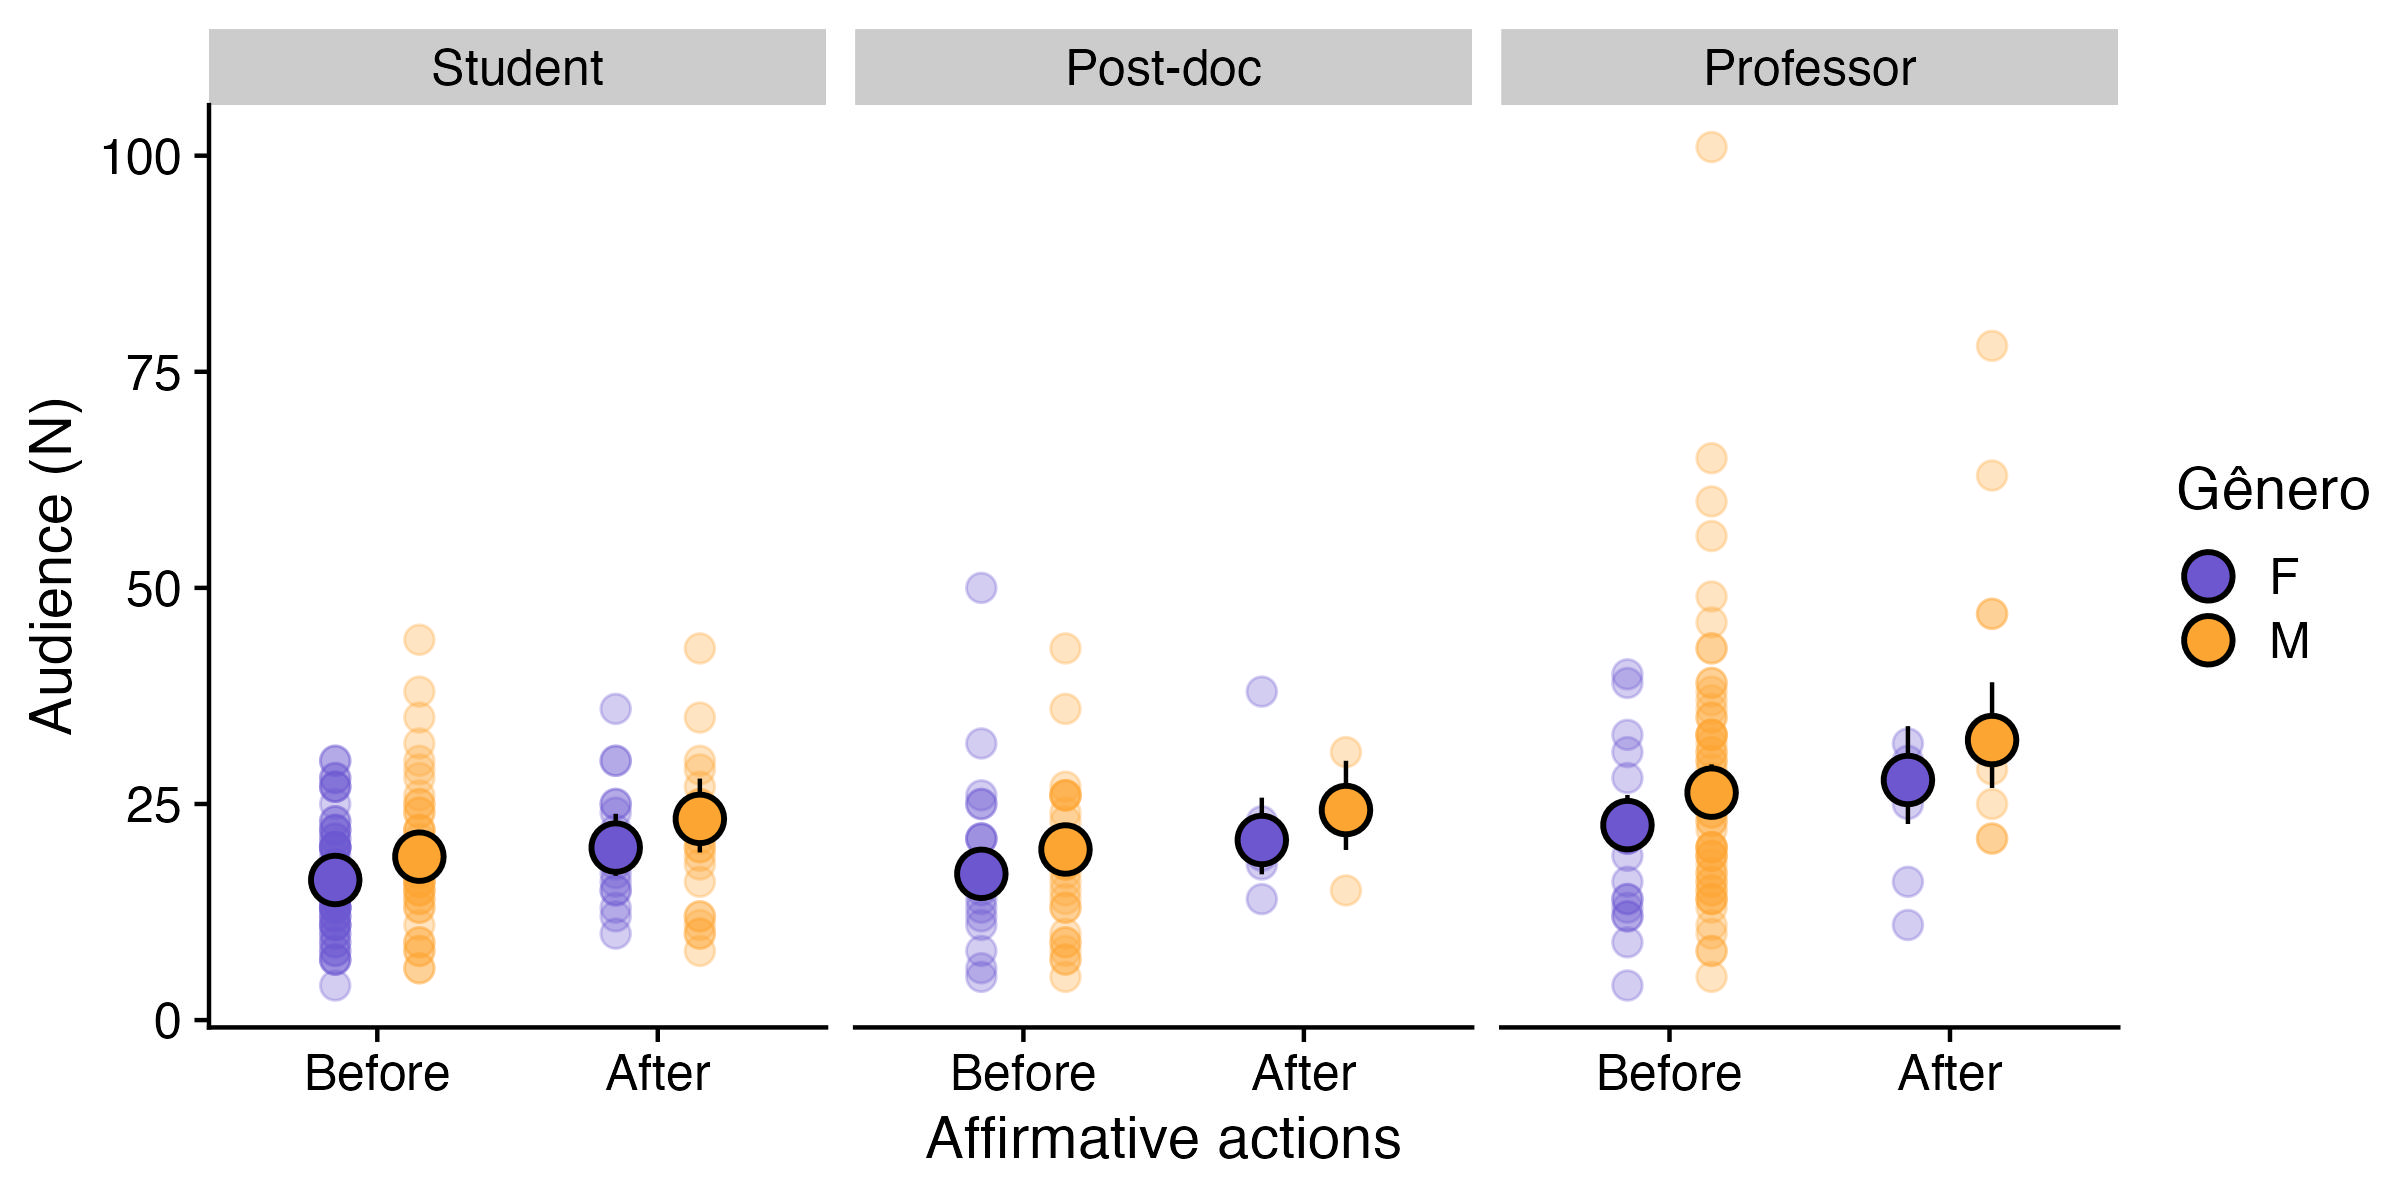 Student Post-doc Professor
100
75
50
25
0
Audience (N)
Before After Before After Before After
Affirmative actions
Gênero
F
M